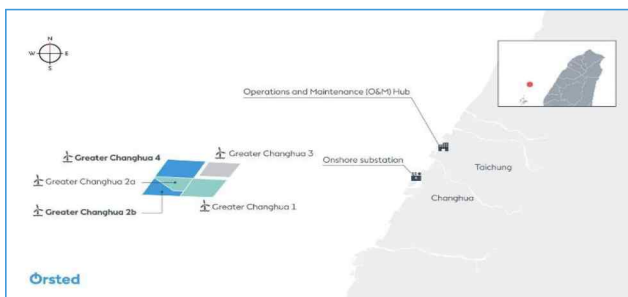 N
W E
S
Operations and Maintenance (O&M) Hub
Greater Changhua 4
Greater Changhua 3
Onshore substation
Taichung
Greater Changhua 2a
Changhua
Greater Changhua 2b
Greater Changhua 1
Orsted